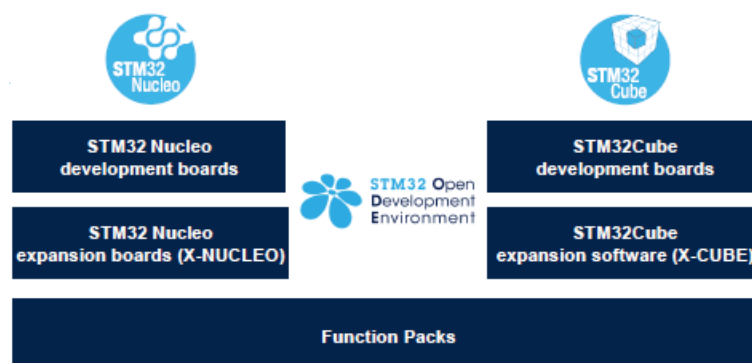 STM32
Nucleo
STM32
Cube
STM32 Nucleo
development boards
STM32Cube
development boards
STM32 Open
Development
Environment
STM32 Nucleo
expansion boards (X-NUCLEO)
STM32Cube
expansion software (X-CUBE)
Function Packs